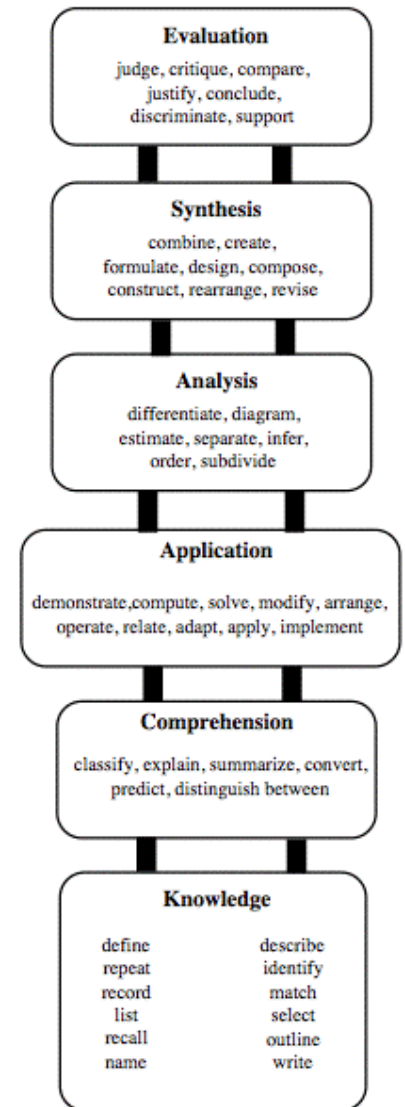 Evaluation
judge, critique, compare,
justify, conclude,
discriminate, support
Synthesis
combine, create,
formulate, design, compose,
construct, rearrange, revise
Analysis
differentiate, diagram,
estimate, separate, infer,
order, subdivide
Application
demonstrate,compute, solve, modify, arrange,
operate, relate, adapt, apply, implement
Comprehension
classify, explain, summarize, convert,
predict, distinguish between
Knowledge
define describe
repeat identify
record match
list select
recall outline
name write